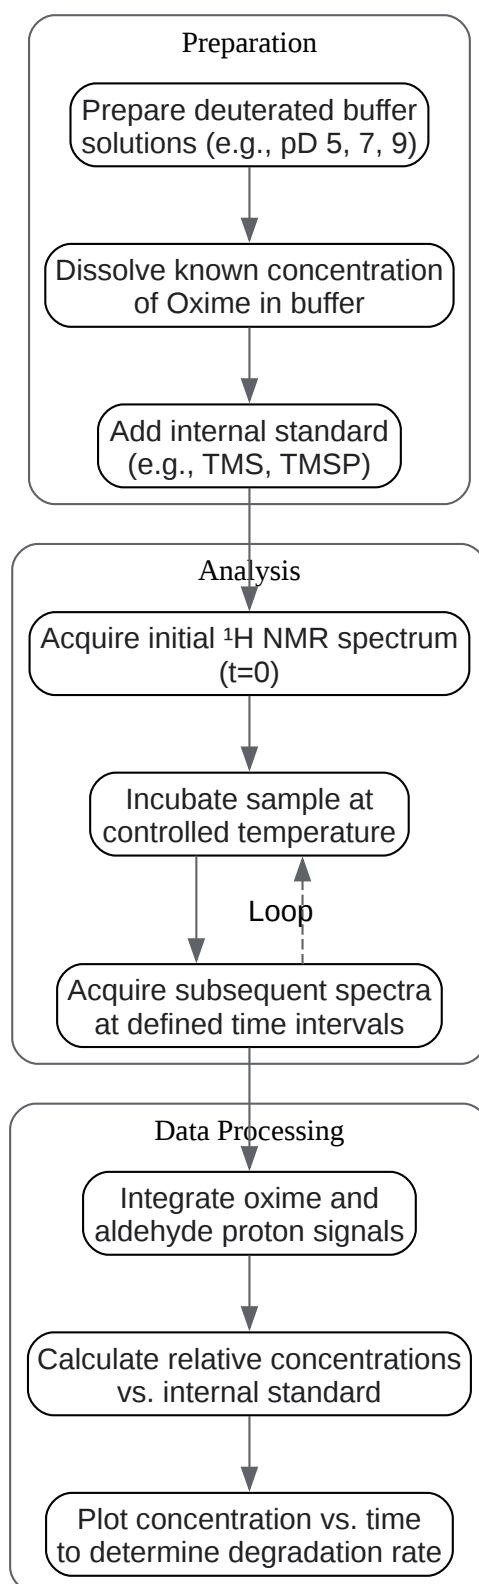 Preparation
Prepare deuterated buffer
solutions (e.g., pD 5, 7, 9)
Dissolve known concentration
of Oxime in buffer
Add internal standard
(e.g., TMS, TMSP)
Analysis
Acquire initial ¹H NMR spectrum
(t=0)
Incubate sample at
controlled temperature
Loop
Acquire subsequent spectra
at defined time intervals
Data Processing
Integrate oxime and
aldehyde proton signals
Calculate relative concentrations
vs. internal standard
Plot concentration vs. time
to determine degradation rate